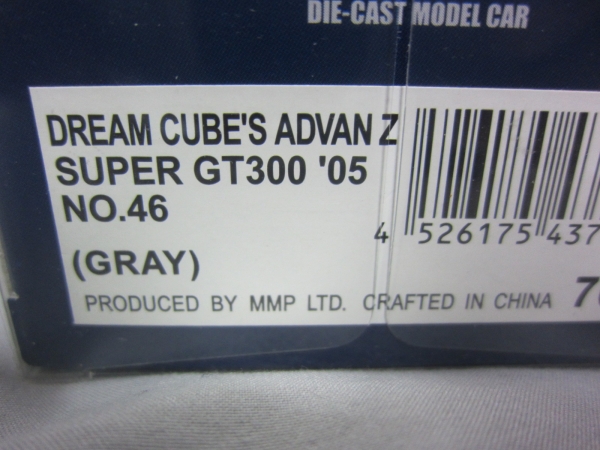 DIE-CAST MODEL CAR
DREAM CUBE'S ADVAN Z
SUPER GT300 '05
NO.46
(GRAY)
4 526175 437
PRODUCED BY MMP LTD. CRAFTED IN CHINA